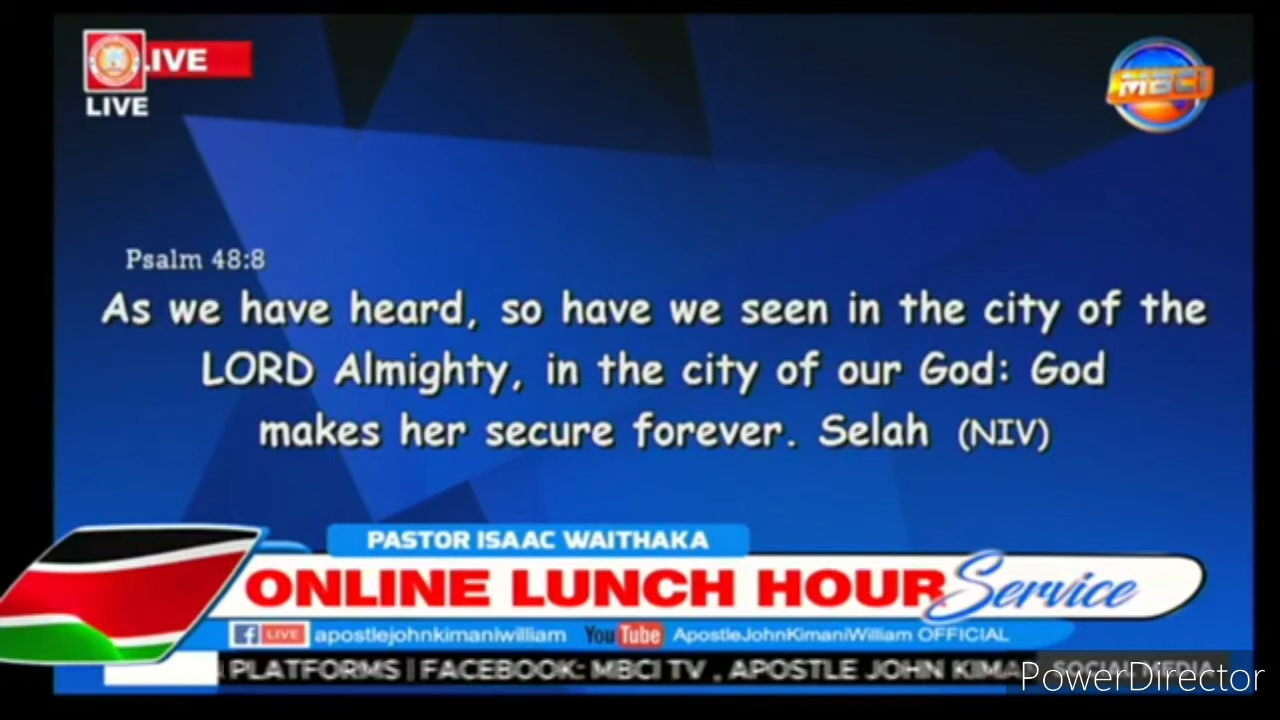 LIVE
LIVE
MBCI
Psalm 48:8
As we have heard, so have we seen in the city of the
LORD Almighty, in the city of our God: God
makes her secure forever. Selah (NIV)
PASTOR ISAAC WAITHAKA
ONLINE LUNCH HOUR Service
LIVE apostlejohnkimaniwilliam YouTube ApostleJohnKimaniWilliam OFFICIAL
PLATFORMS | FACEBOOK: MBCI TV , APOSTLE JOHN KIMA SOCIAL MEDIA
PowerDirector